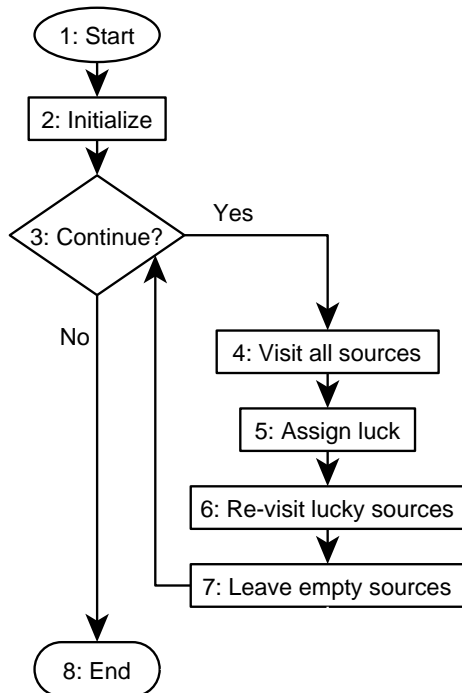 1: Start
2: Initialize
3: Continue?
Yes
No
4: Visit all sources
5: Assign luck
6: Re-visit lucky sources
7: Leave empty sources
8: End